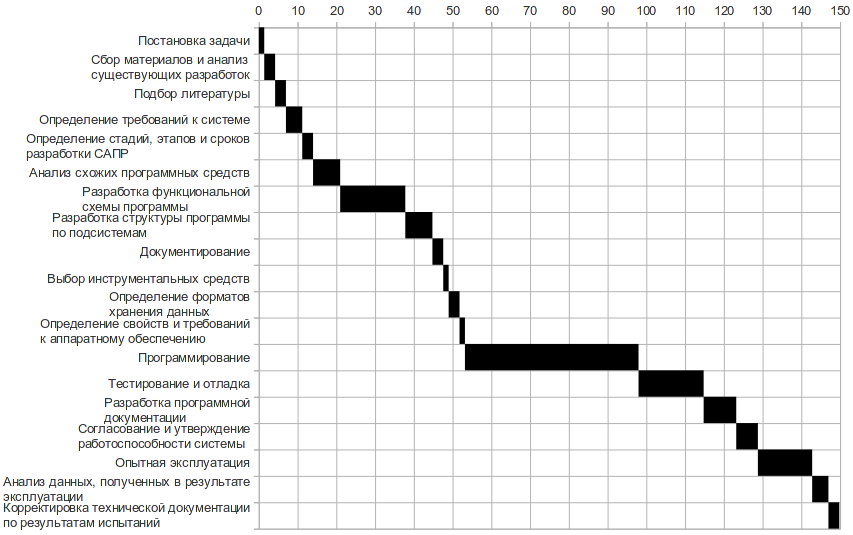 0 10 20 30 40 50 60 70 80 90 100 110 120 130 140 150
Постановка задачи
Сбор материалов и анализ
существующих разработок
Подбор литературы
Определение требований к системе
Определение стадий, этапов и сроков
разработки САПР
Анализ схожих программных средств
Разработка функциональной
схемы программы
Разработка структуры программы
по подсистемам
Документирование
Выбор инструментальных средств
Определение форматов
хранения данных
Определение свойств и требований
к аппаратному обеспечению
Программирование
Тестирование и отладка
Разработка программной
документации
Согласование и утверждение
работоспособности системы
Опытная эксплуатация
Анализ данных, полученных в результате
эксплуатации
Корректировка технической документации
по результатам испытаний